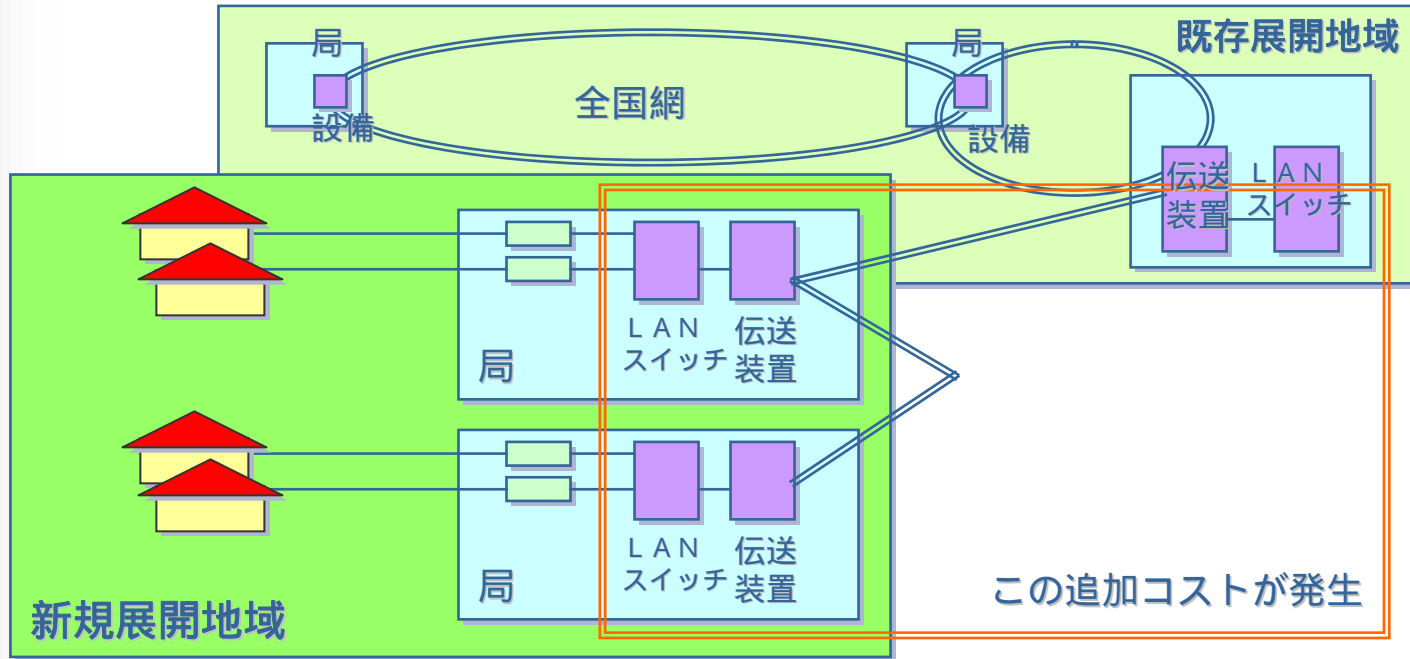 局
局
既存展開地域
全国網
設備
設備
伝送
装置
ＬＡＮ
スイッチ
ＬＡＮ
スイッチ
伝送
装置
局
ＬＡＮ
スイッチ
伝送
装置
局
この追加コストが発生
新規展開地域